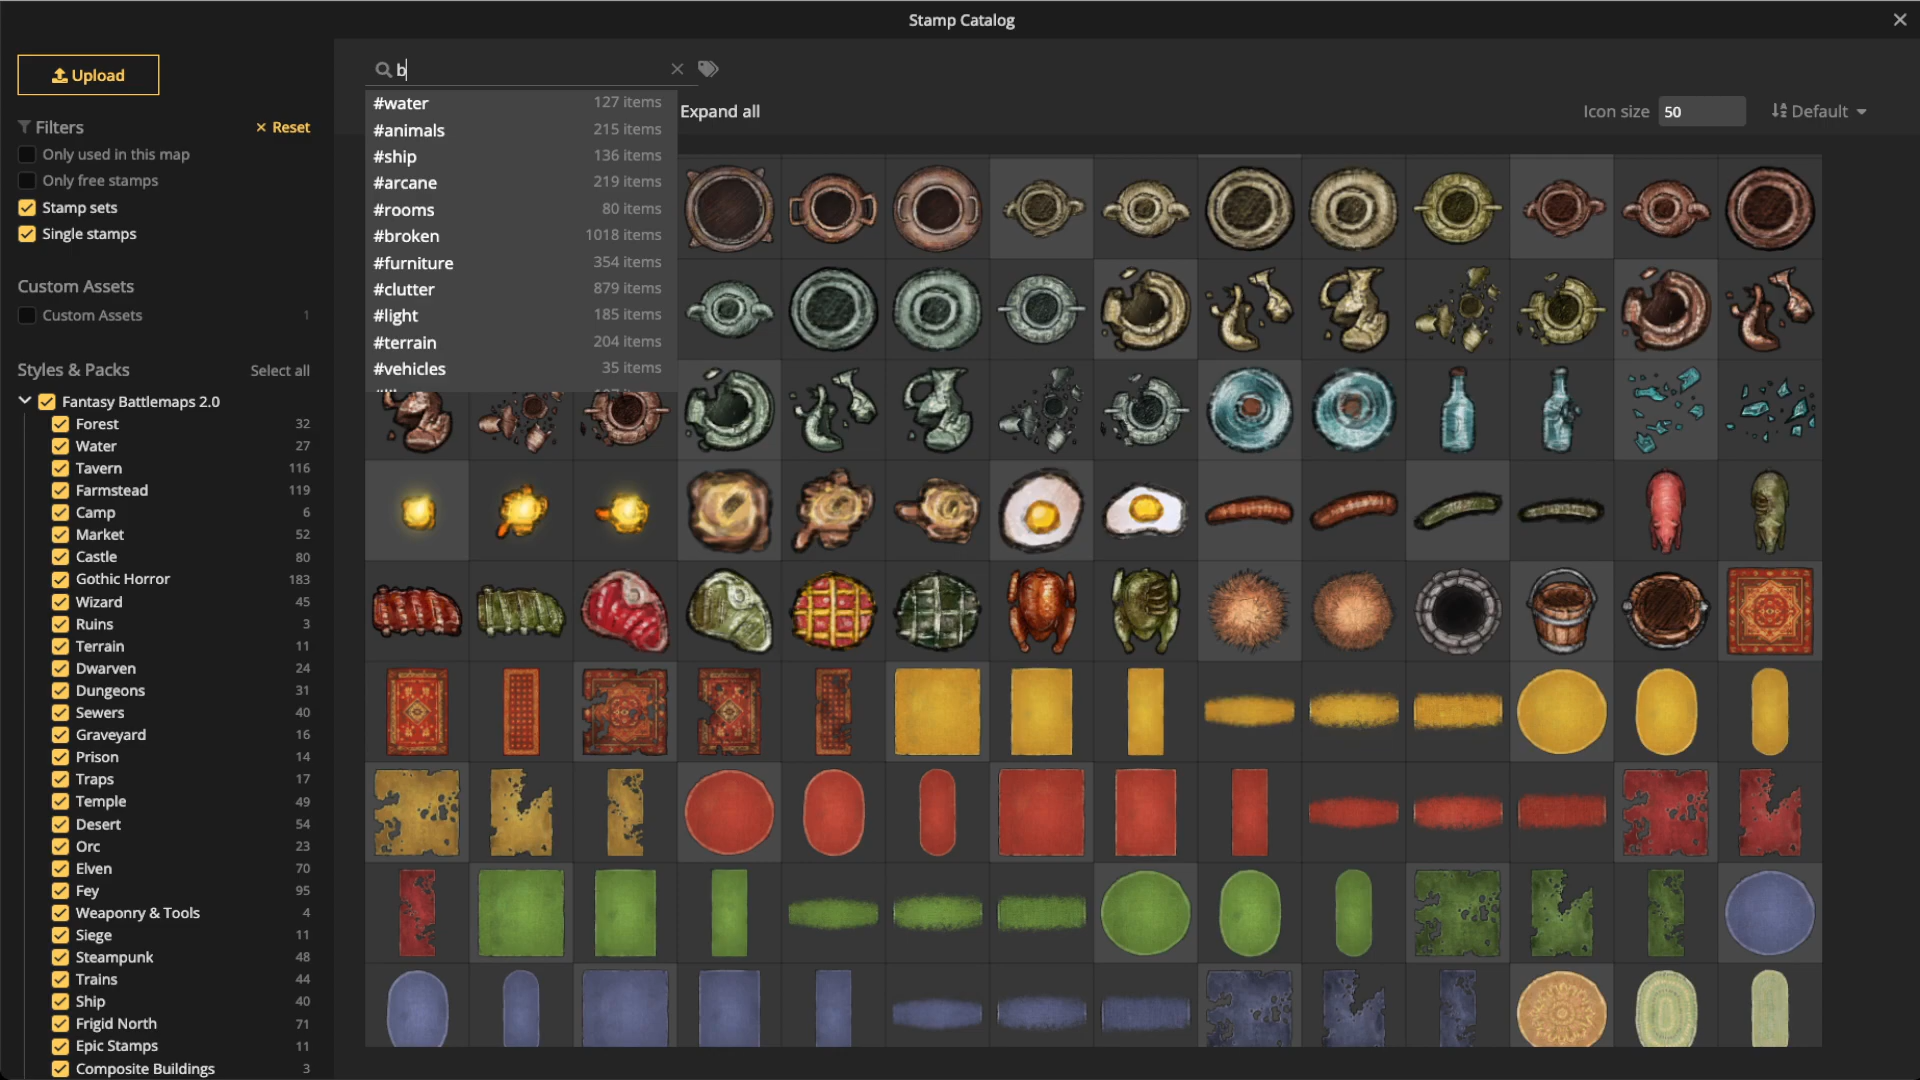 Stamp Catalog
Upload
Filters
Reset
Only used in this map
Only free stamps
Stamp sets
Single stamps
Custom Assets
Custom Assets 1
Styles & Packs Select all
Fantasy Battlemaps 2.0
Forest 32
Water 27
Tavern 116
Farmstead 119
Camp 6
Market 52
Castle 80
Gothic Horror 183
Wizard 45
Ruins 3
Terrain 11
Dwarven 24
Dungeons 31
Sewers 40
Graveyard 16
Prison 14
Traps 17
Temple 49
Desert 54
Orc 23
Elven 70
Fey 95
Weaponry & Tools 4
Siege 11
Steampunk 48
Trains 44
Ship 40
Frigid North 71
Epic Stamps 11
Composite Buildings 3
b
#water 127 items
#animals 215 items
#ship 136 items
#arcane 219 items
#rooms 80 items
#broken 1018 items
#furniture 354 items
#clutter 879 items
#light 185 items
#terrain 204 items
#vehicles 35 items
Expand all
Icon size 50
Default